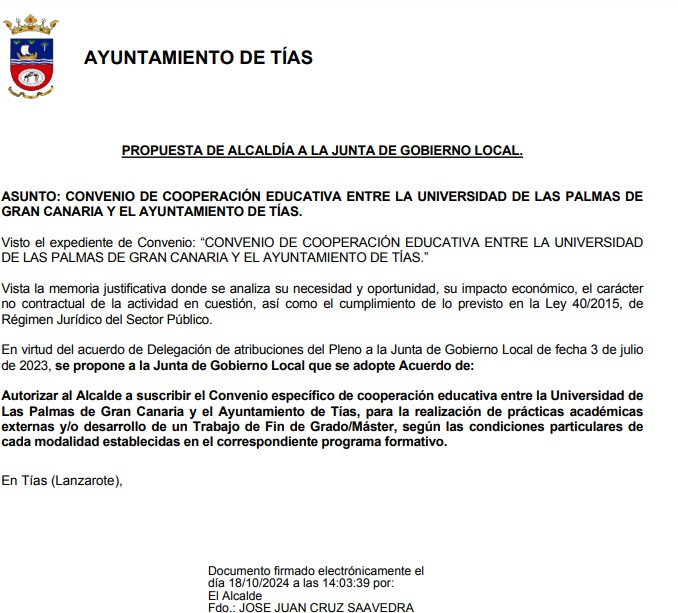 AYUNTAMIENTO DE TÍAS
PROPUESTA DE ALCALDÍA A LA JUNTA DE GOBIERNO LOCAL.
ASUNTO: CONVENIO DE COOPERACIÓN EDUCATIVA ENTRE LA UNIVERSIDAD DE LAS PALMAS DE
GRAN CANARIA Y EL AYUNTAMIENTO DE TÍAS.
Visto el expediente de Convenio: “CONVENIO DE COOPERACIÓN EDUCATIVA ENTRE LA UNIVERSIDAD
DE LAS PALMAS DE GRAN CANARIA Y EL AYUNTAMIENTO DE TÍAS.”
Vista la memoria justificativa donde se analiza su necesidad y oportunidad, su impacto económico, el carácter
no contractual de la actividad en cuestión, así como el cumplimiento de lo previsto en la Ley 40/2015, de
Régimen Jurídico del Sector Público.
En virtud del acuerdo de Delegación de atribuciones del Pleno a la Junta de Gobierno Local de fecha 3 de julio
de 2023, se propone a la Junta de Gobierno Local que se adopte Acuerdo de:
Autorizar al Alcalde a suscribir el Convenio específico de cooperación educativa entre la Universidad de
Las Palmas de Gran Canaria y el Ayuntamiento de Tías, para la realización de prácticas académicas
externas y/o desarrollo de un Trabajo de Fin de Grado/Máster, según las condiciones particulares de
cada modalidad establecidas en el correspondiente programa formativo.
En Tías (Lanzarote),
Documento firmado electrónicamente el
día 18/10/2024 a las 14:03:39 por:
El Alcalde
Fdo.: JOSE JUAN CRUZ SAAVEDRA